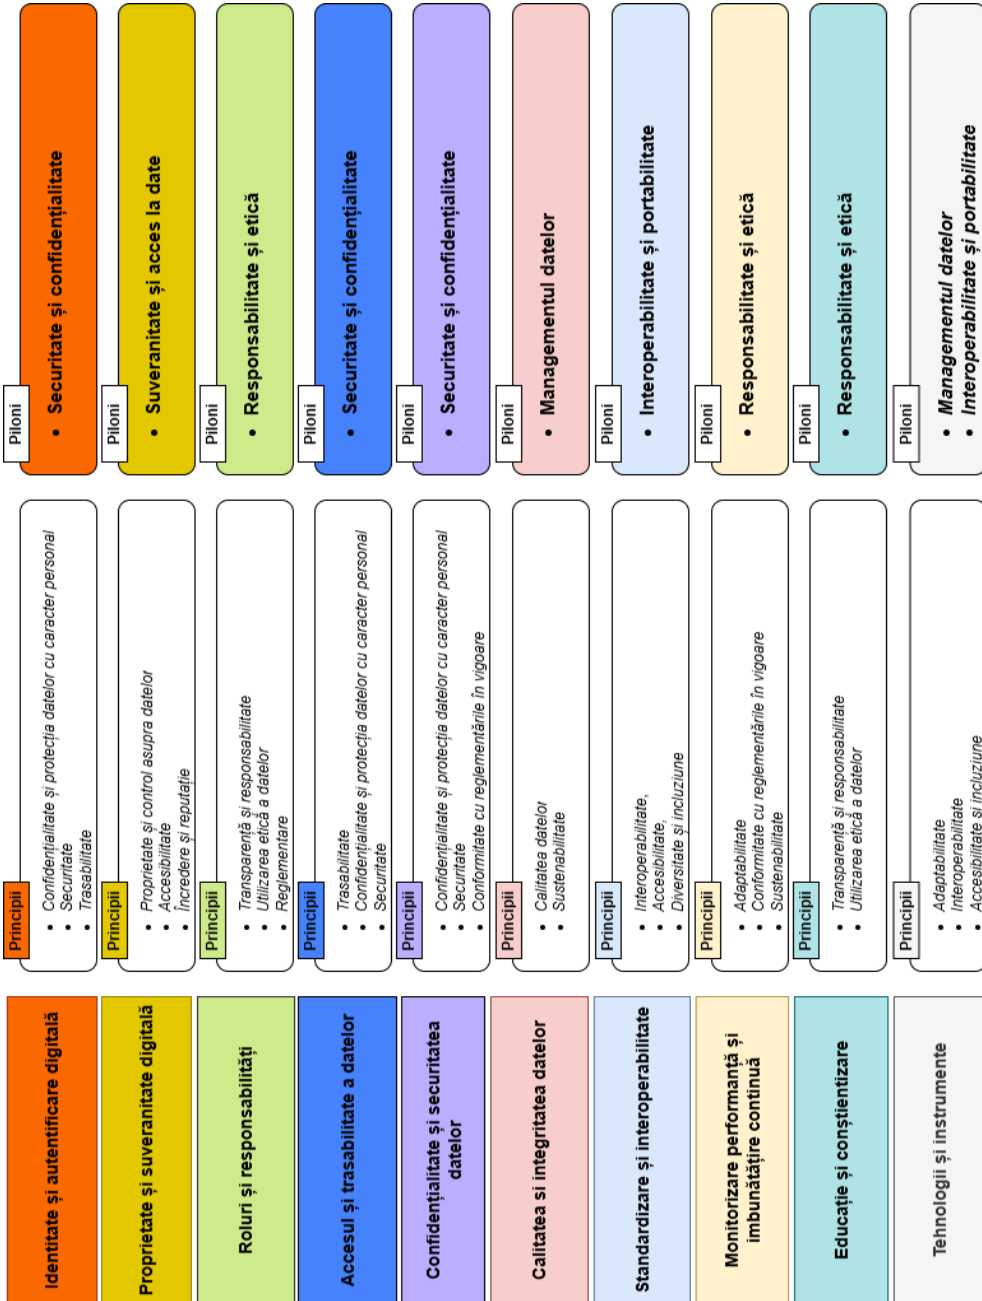 Identitate și autentificare digitală
Principii
• Confidențialitate și protecția datelor cu caracter personal
• Securitate
• Trasabilitate
Piloni
• Securitate și confidențialitate
Proprietate și suveranitate digitală
Principii
• Proprietate și control asupra datelor
• Accesibilitate
• Încredere și reputație
Piloni
• Suveranitate și acces la date
Roluri și responsabilități
Principii
• Transparență și responsabilitate
• Utilizarea etică a datelor
• Reglementare
Piloni
• Responsabilitate și etică
Accesul și trasabilitate a datelor
Principii
• Trasabilitate
• Confidențialitate și protecția datelor cu caracter personal
• Securitate
Piloni
• Securitate și confidențialitate
Confidențialitate și securitatea
datelor
Principii
• Confidențialitate și protecția datelor cu caracter personal
• Securitate
• Conformitate cu reglementările în vigoare
Piloni
• Securitate și confidențialitate
Calitatea si integritatea datelor
Principii
• Calitatea datelor
• Sustenabilitate
Piloni
• Managementul datelor
Standardizare și interoperabilitate
Principii
• Interoperabilitate,
• Accesibilitate,
• Diversitate și incluziune
Piloni
• Interoperabilitate și portabilitate
Monitorizare performanță și
imbunătățire continuă
Principii
• Adaptabilitate
• Conformitate cu reglementările în vigoare
• Sustenabilitate
Piloni
• Responsabilitate și etică
Educație și conștientizare
Principii
• Transparență și responsabilitate
• Utilizarea etică a datelor
Piloni
• Responsabilitate și etică
Tehnologii și instrumente
Principii
• Adaptabilitate
• Interoperabilitate
• Accesibilitate si incluziune
Piloni
• Managementul datelor
• Interoperabilitate și portabilitate